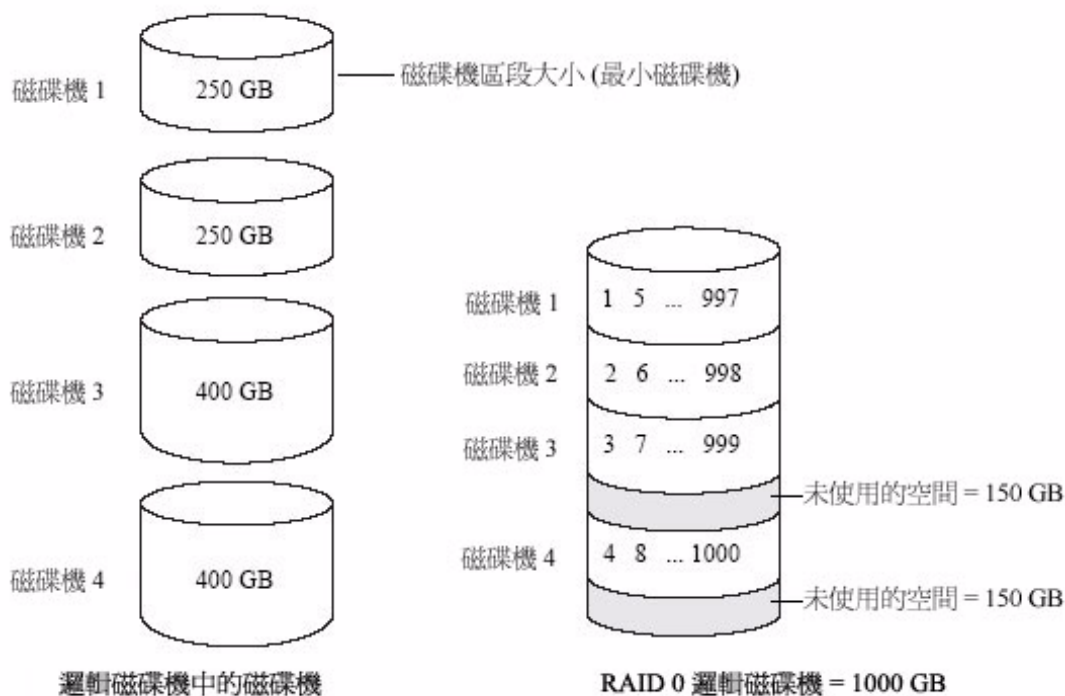 磁碟機 1
250 GB
磁碟機區段大小 (最小磁碟機)
磁碟機 2
250 GB
磁碟機 3
400 GB
磁碟機 4
400 GB
邏輯磁碟機中的磁碟機
磁碟機 1
1 5 ... 997
磁碟機 2
2 6 ... 998
磁碟機 3
3 7 ... 999
未使用的空間 = 150 GB
磁碟機 4
4 8 ... 1000
未使用的空間 = 150 GB
RAID 0 邏輯磁碟機 = 1000 GB